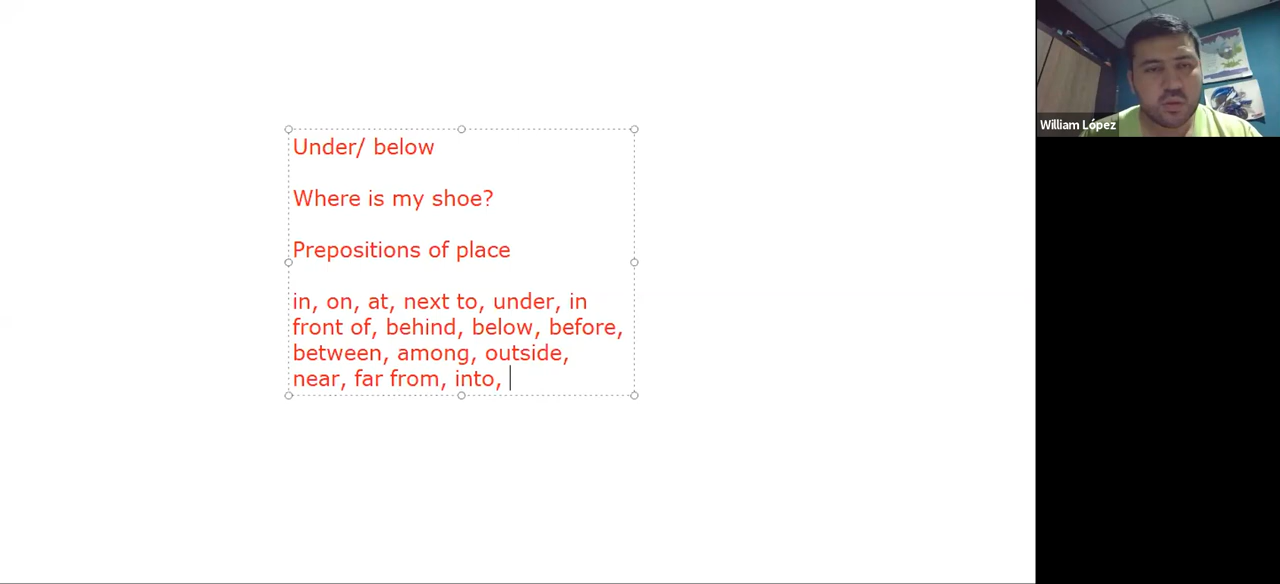 Under/ below
Where is my shoe?
Prepositions of place
in, on, at, next to, under, in
front of, behind, below, before,
between, among, outside,
near, far from, into,
William López